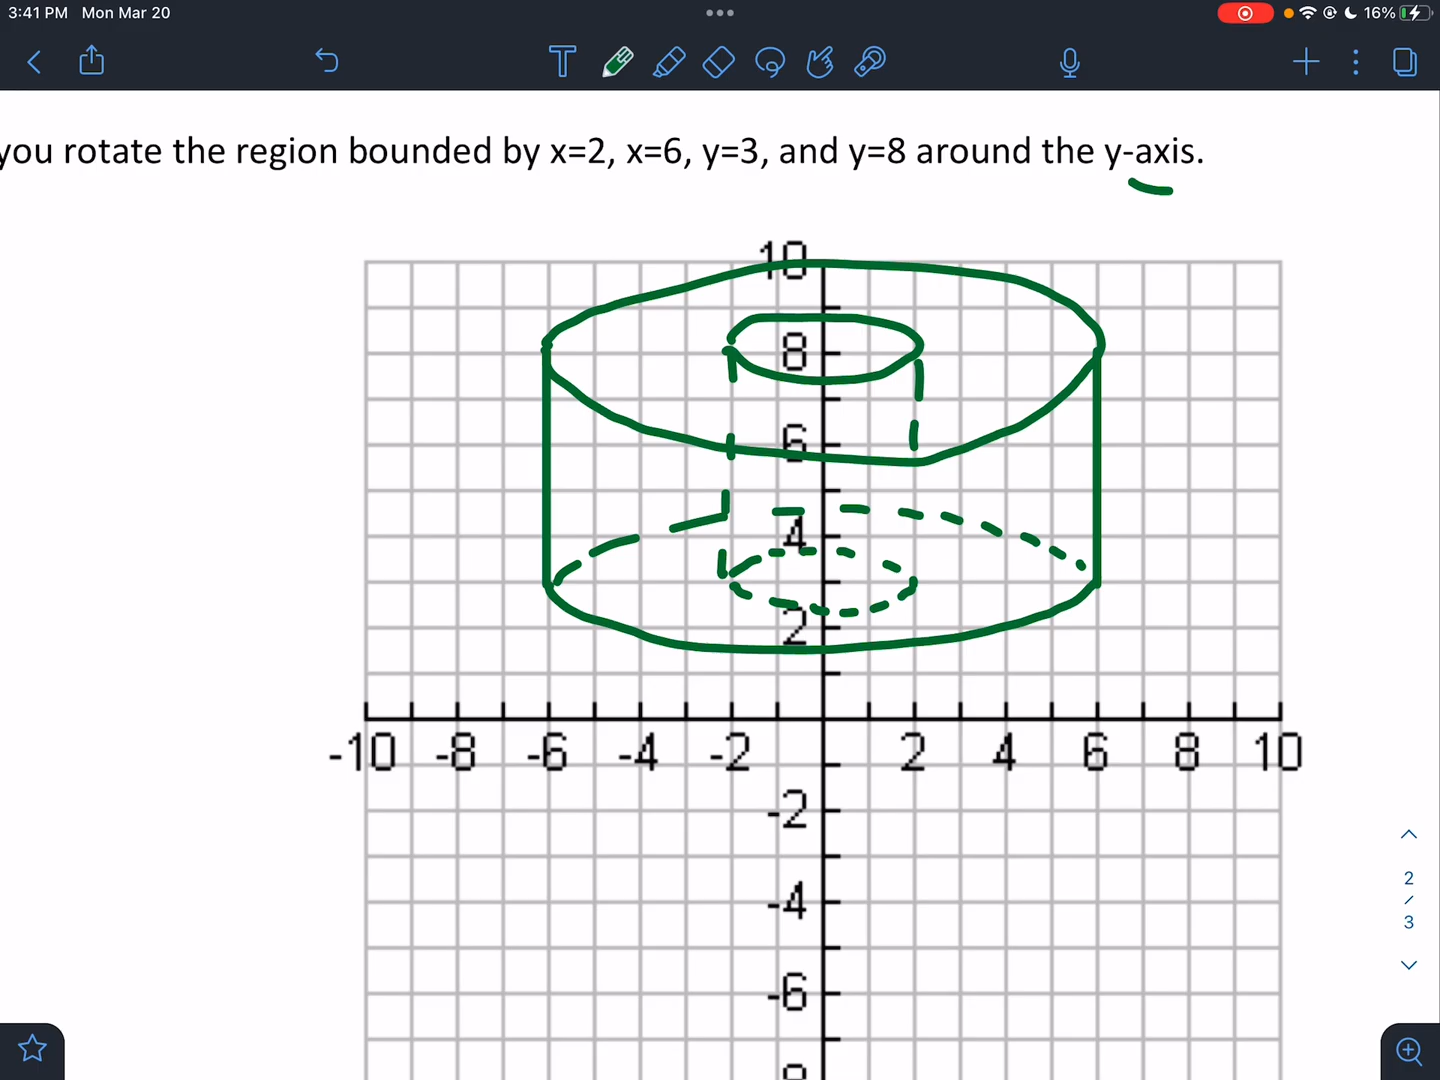 3:41 PM Mon Mar 20
16%
T
you rotate the region bounded by x=2, x=6, y=3, and y=8 around the y-axis.
10
8
6
4
2
-10 -8 -6 -4 -2 2 4 6 8 10
-2
-4
-6
2
3